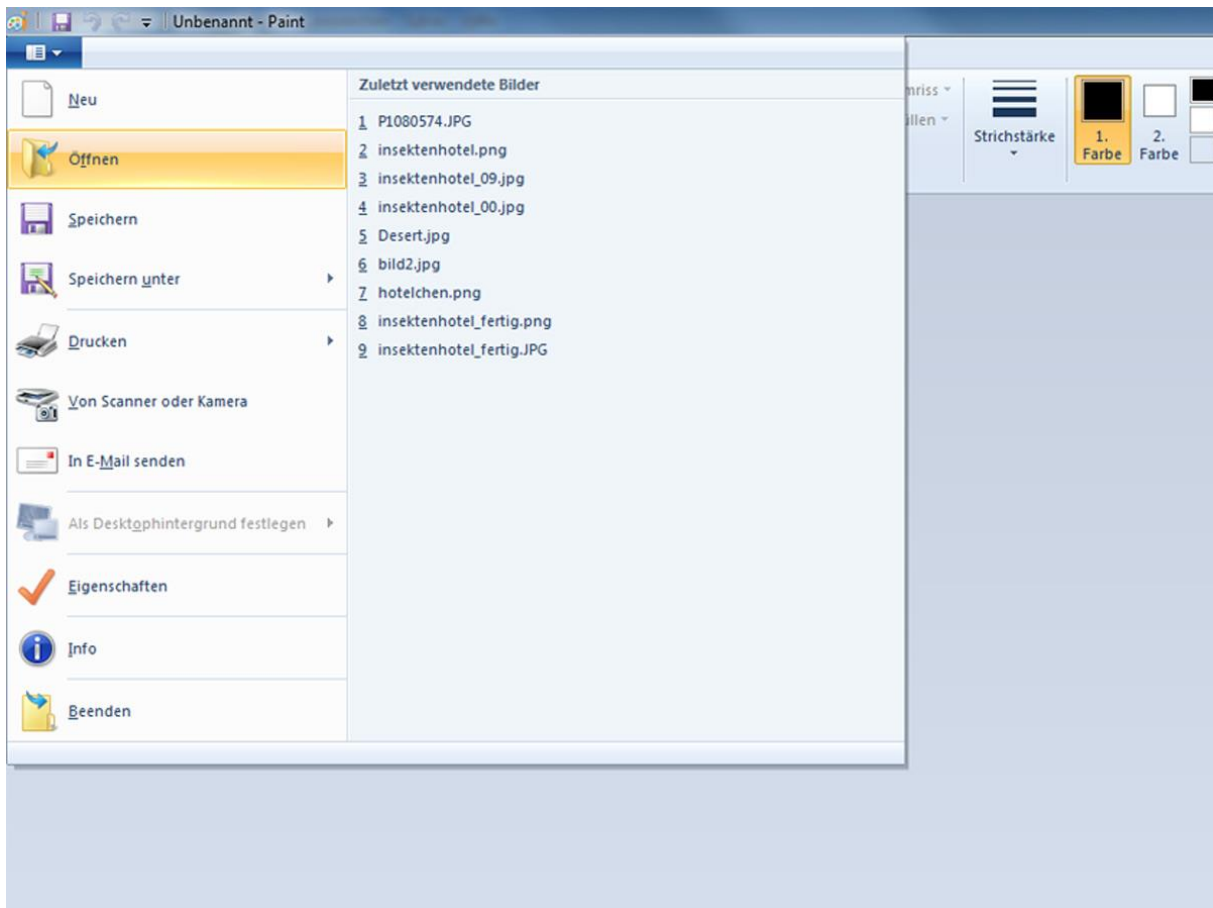 Unbenannt - Paint
Neu
Öffnen
Speichern
Speichern unter
Drucken
Von Scanner oder Kamera
In E-Mail senden
Als Desktophintergrund festlegen
Eigenschaften
Info
Beenden
Zuletzt verwendete Bilder
1 P1080574.JPG
2 insektenhotel.png
3 insektenhotel_09.jpg
4 insektenhotel_00.jpg
5 Desert.jpg
6 bild2.jpg
7 hotelchen.png
8 insektenhotel_fertig.png
9 insektenhotel_fertig.JPG
Strichstärke
1.
Farbe
2.
Farbe